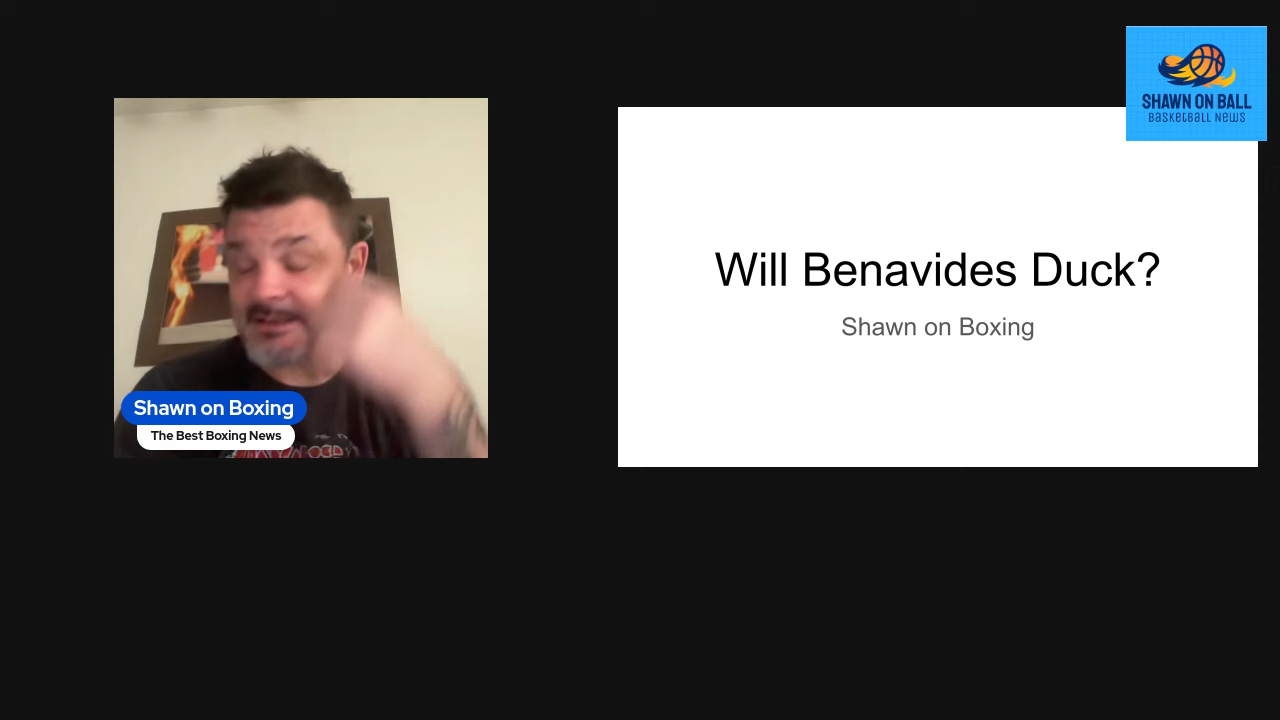 SHAWN ON BALL
BASKETBALL NEWS
Will Benavides Duck?
Shawn on Boxing
Shawn on Boxing
The Best Boxing News